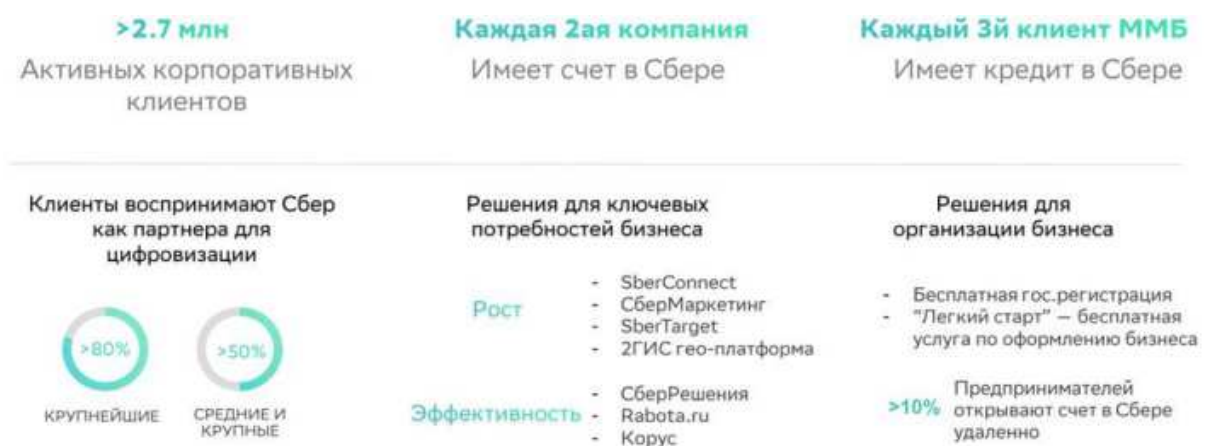 >2.7 млн
Активных корпоративных
клиентов
Каждая 2ая компания
Имеет счет в Сбере
Каждый 3й клиент ММБ
Имеет кредит в Сбере
Клиенты воспринимают Сбер
как партнера для
цифровизации
>80%
>50%
КРУПНЕЙШИЕ
СРЕДНИЕ И
КРУПНЫЕ
Решения для ключевых
потребностей бизнеса
Рост
- SberConnect
- СберМаркетинг
- SberTarget
- 2ГИС гео-платформа
Эффективность
- СберРешения
- Rabota.ru
- Корус
Решения для
организации бизнеса
- Бесплатная гос.регистрация
- "Легкий старт" — бесплатная
услуга по оформлению бизнеса
>10%
Предпринимателей
открывают счет в Сбере
удаленно